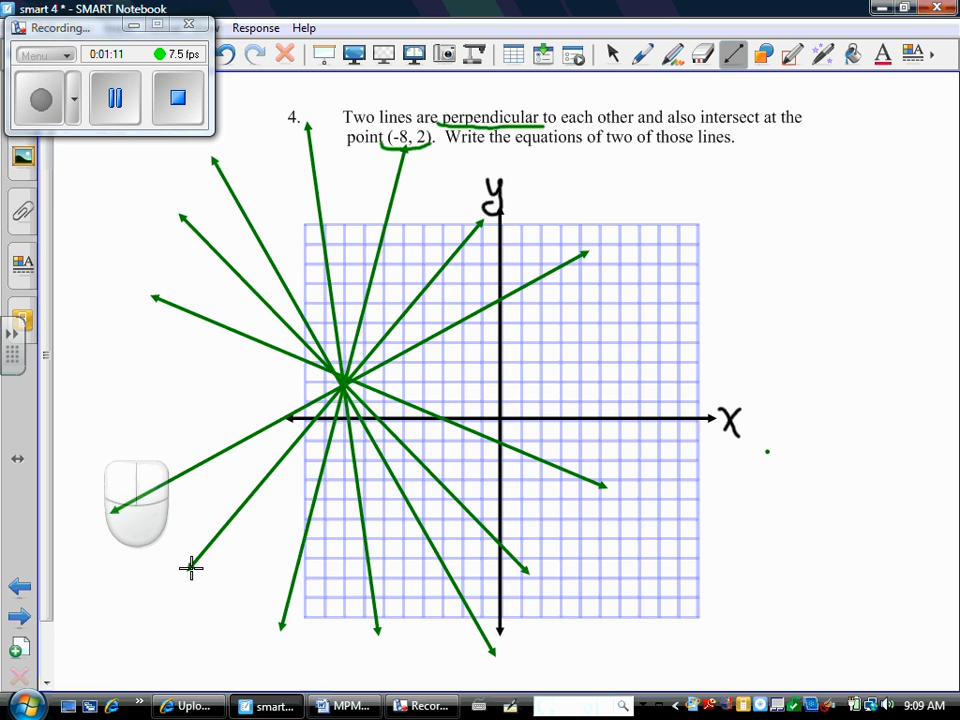 smart 4 * - SMART Notebook
Recording...
Response Help
Menu
0:01:11
7.5 fps
4. Two lines are perpendicular to each other and also intersect at the
point (-8, 2). Write the equations of two of those lines.
y
x
Uplo...
smart...
MPM...
Recor...
9:09 AM